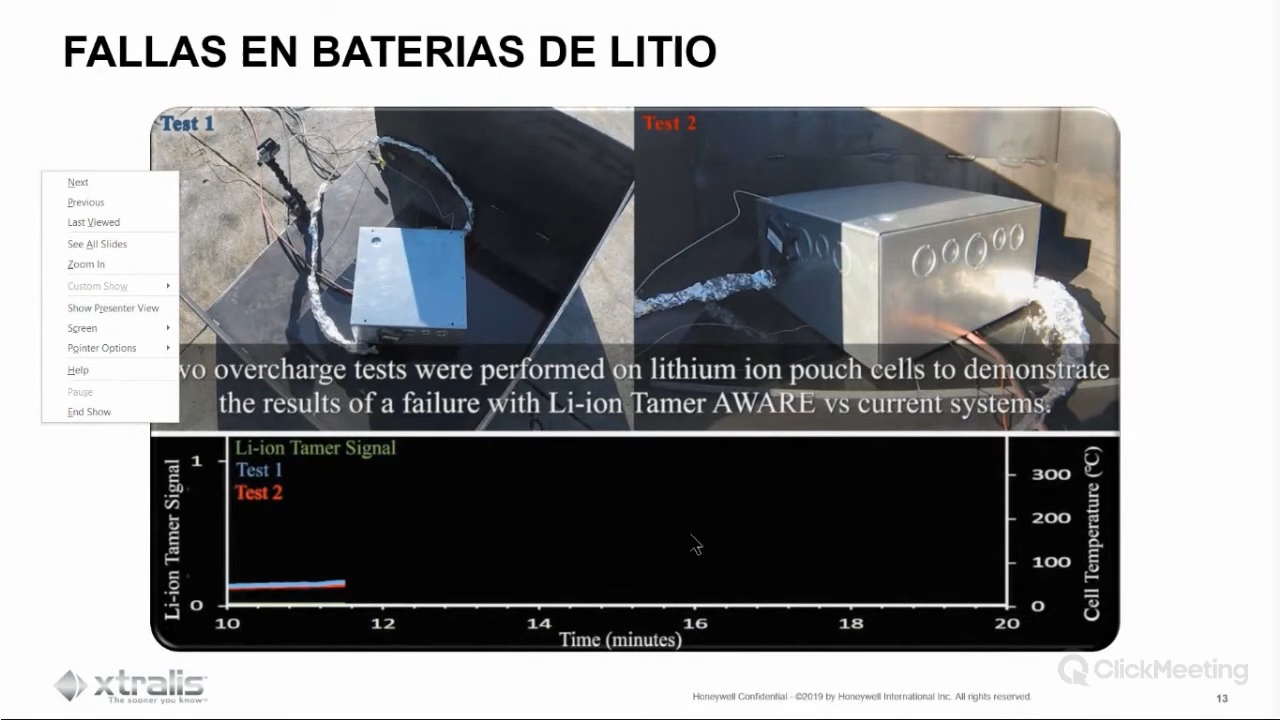 FALLAS EN BATERIAS DE LITIO
Test 1
Test 2
Next
Previous
Last Viewed
See All Slides
Zoom In
Custom Show
Show Presenter View
Screen
Pointer Options
Help
Pause
End Show
vo overcharge tests were performed on lithium ion pouch cells to demonstrate
the results of a failure with Li-ion Tamer AWARE vs current systems.
Li-ion Tamer Signal
Test 1
Test 2
Li-ion Tamer Signal
1
0
300
200
100
0
Cell Temperature (°C)
10 12 14 16 18 20
Time (minutes)
xtralis
The sooner you know™
Honeywell Confidential - ©2019 by Honeywell International Inc. All rights reserved.
13
ClickMeeting